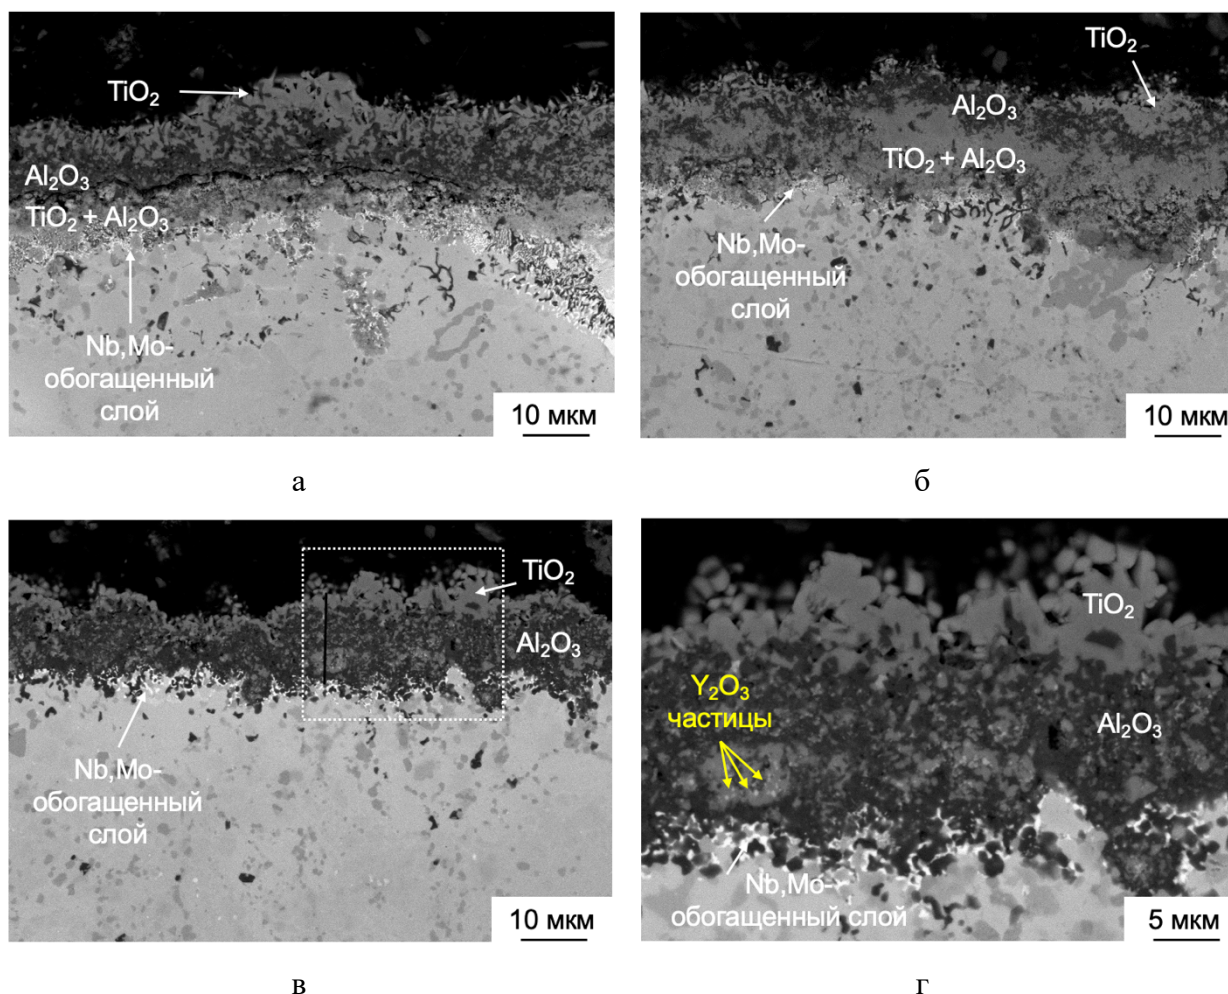 TiO₂
Al₂O₃
TiO₂ + Al₂O₃
Nb,Mo-
обогащенный
слой
10 мкм
а
TiO₂
Al₂O₃
TiO₂ + Al₂O₃
Nb,Mo-
обогащенный
слой
10 мкм
б
TiO₂
Al₂O₃
Nb,Mo-
обогащенный
слой
10 мкм
в
TiO₂
Y₂O₃
частицы
Al₂O₃
Nb,Mo-
обогащенный слой
5 мкм
г